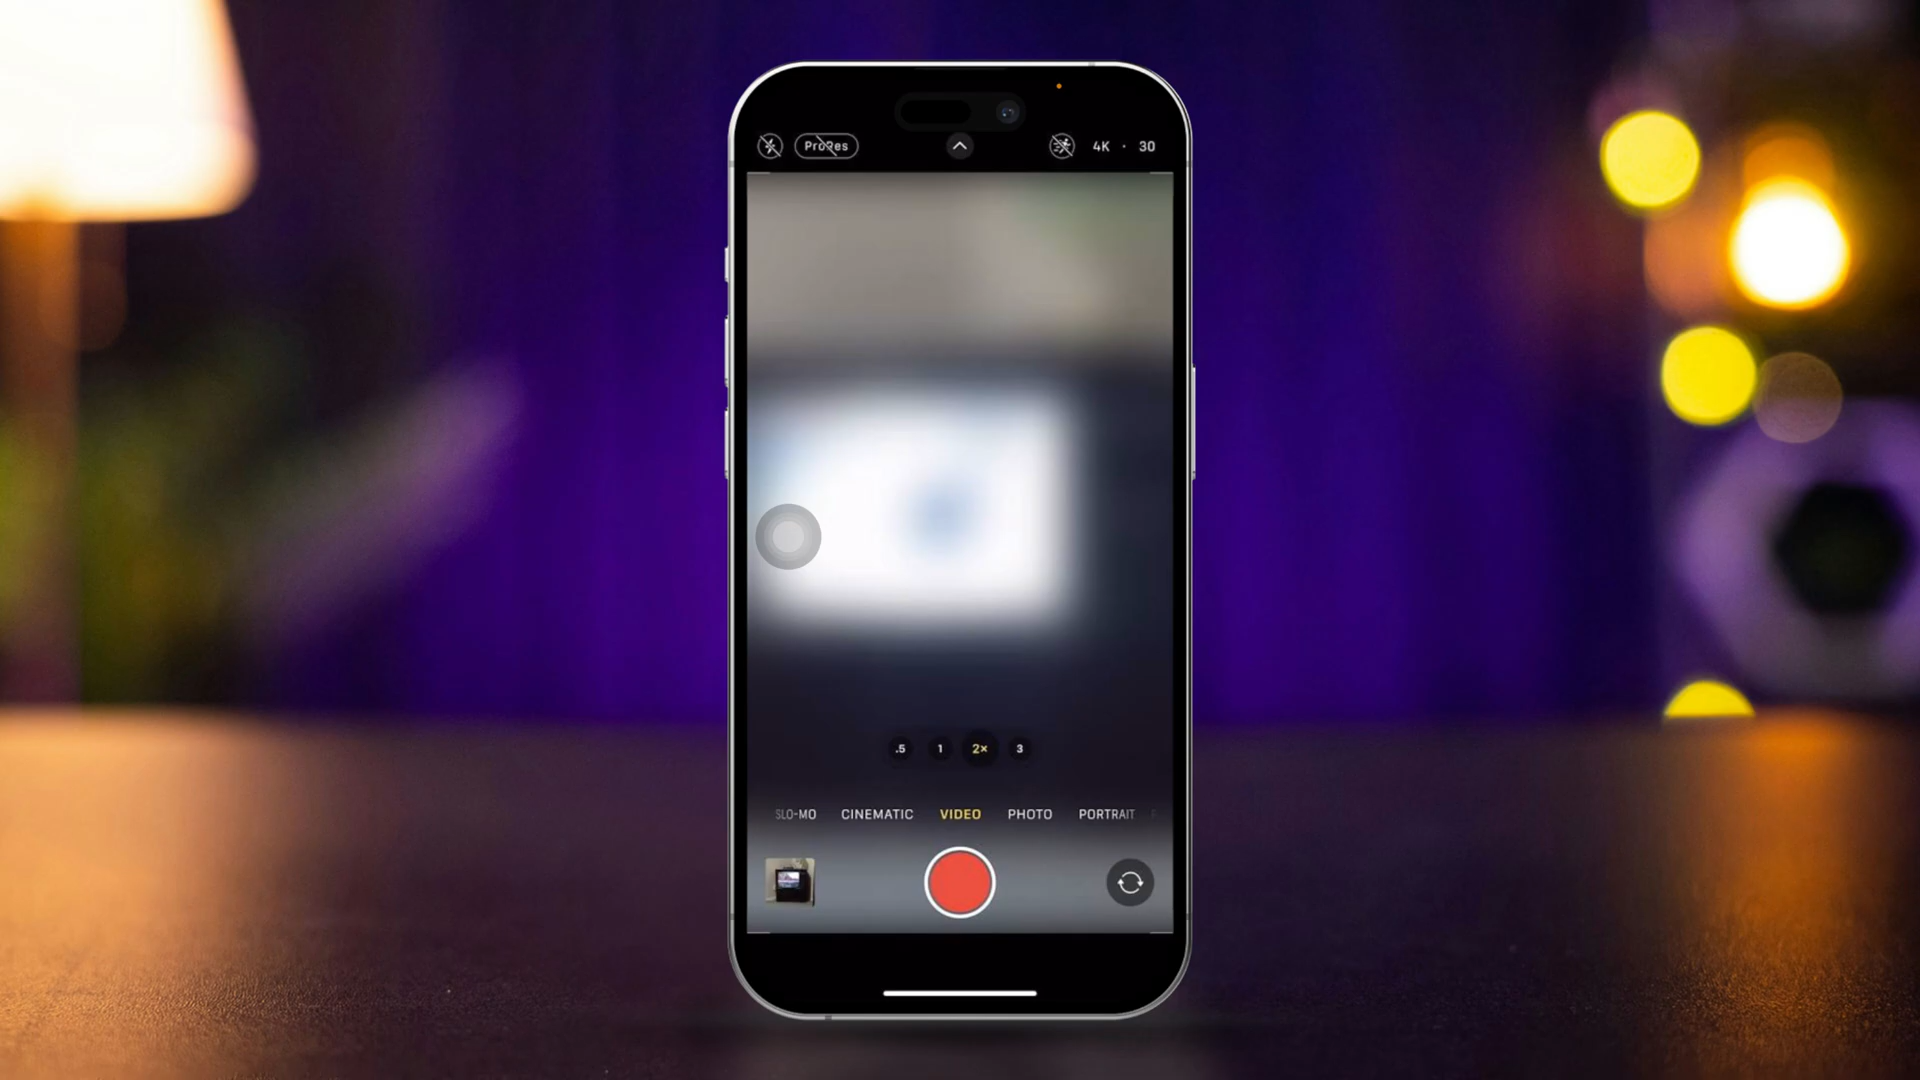 ProRes 4K · 30
.5 1 2× 3
SLO-MO CINEMATIC VIDEO PHOTO PORTRAIT